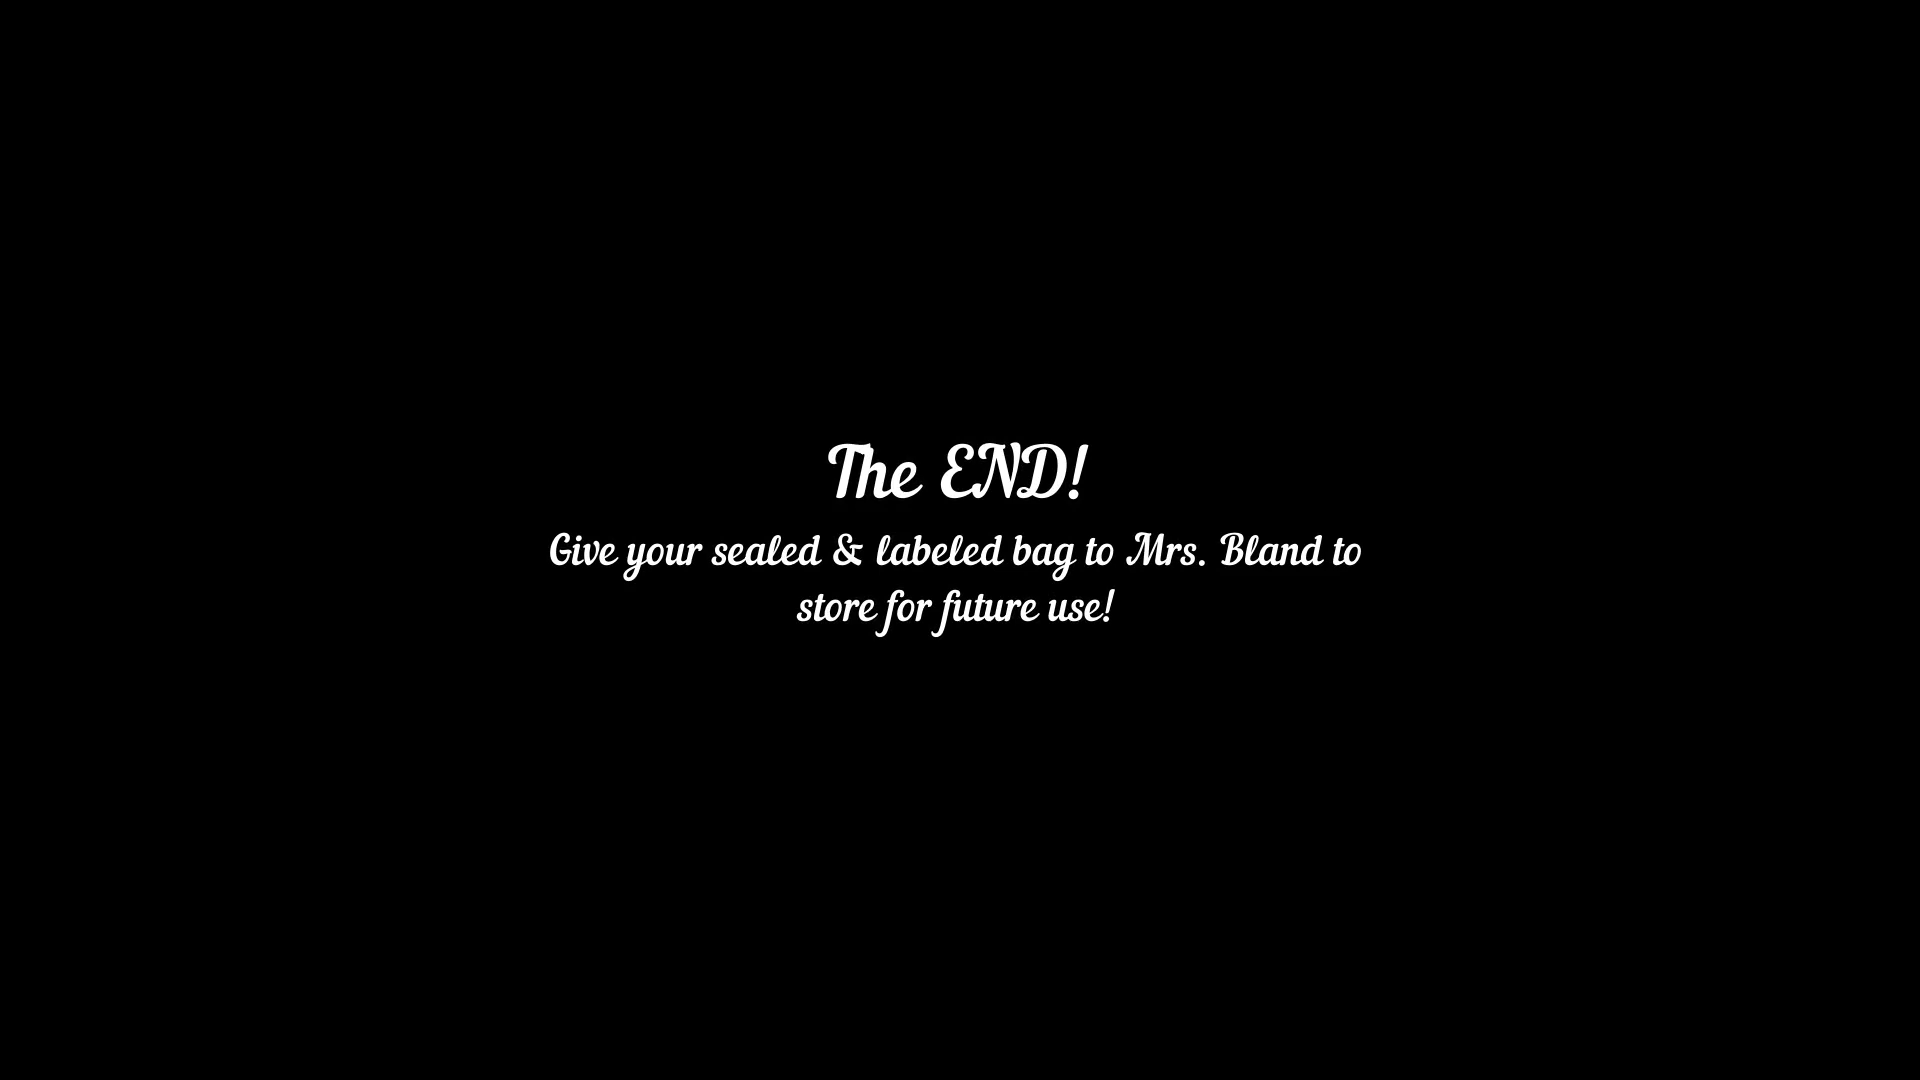 The END!
Give your sealed & labeled bag to Mrs. Bland to
store for future use!